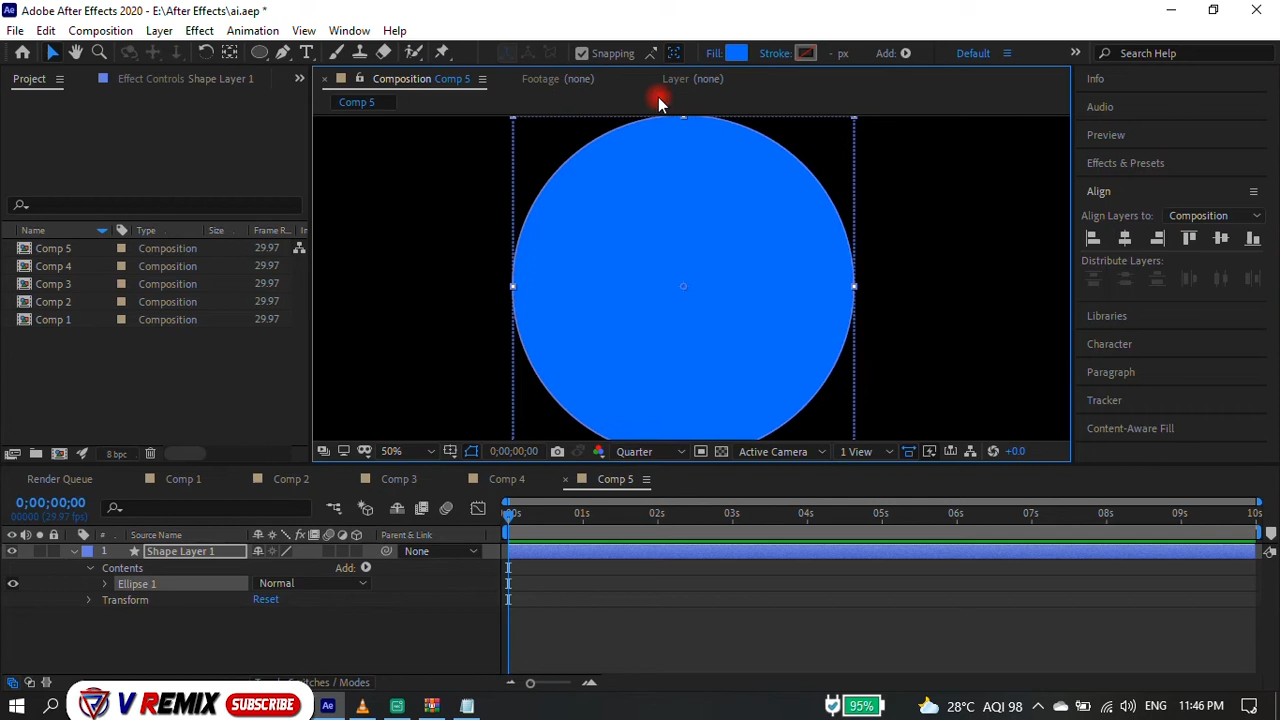 Adobe After Effects 2020 - E:\After Effects\ai.aep *
File Edit Composition Layer Effect Animation View Window Help
Snapping Fill: Stroke: - px Add: Default Search Help
Project Effect Controls Shape Layer 1 Composition Comp 5 Footage (none) Layer (none) Info
Comp 5 Audio
Preview
Effects & Presets
Align
Name Type Size Frame R... In Align Layers to: Composition
Comp 5 Composition 29.97
Comp 4 Composition 29.97 Distribute Layers:
Comp 3 Composition 29.97
Comp 2 Composition 29.97
Comp 1 Composition 29.97 Libraries
Character
Paragraph
Tracker
Content-Aware Fill
8 bpc 50% 0;00;00;00 Quarter Active Camera 1 View +0.0
Render Queue Comp 1 Comp 2 Comp 3 Comp 4 Comp 5
0;00;00;00
00000 (29.97 fps) 00s 01s 02s 03s 04s 05s 06s 07s 08s 09s 10s
# Source Name Parent & Link
1 Shape Layer 1 None
Contents Add:
Ellipse 1 Normal
Transform Reset
Switches / Modes
V REMIX SUBSCRIBE Ae 95% 28°C AQI 98 ENG 11:46 PM